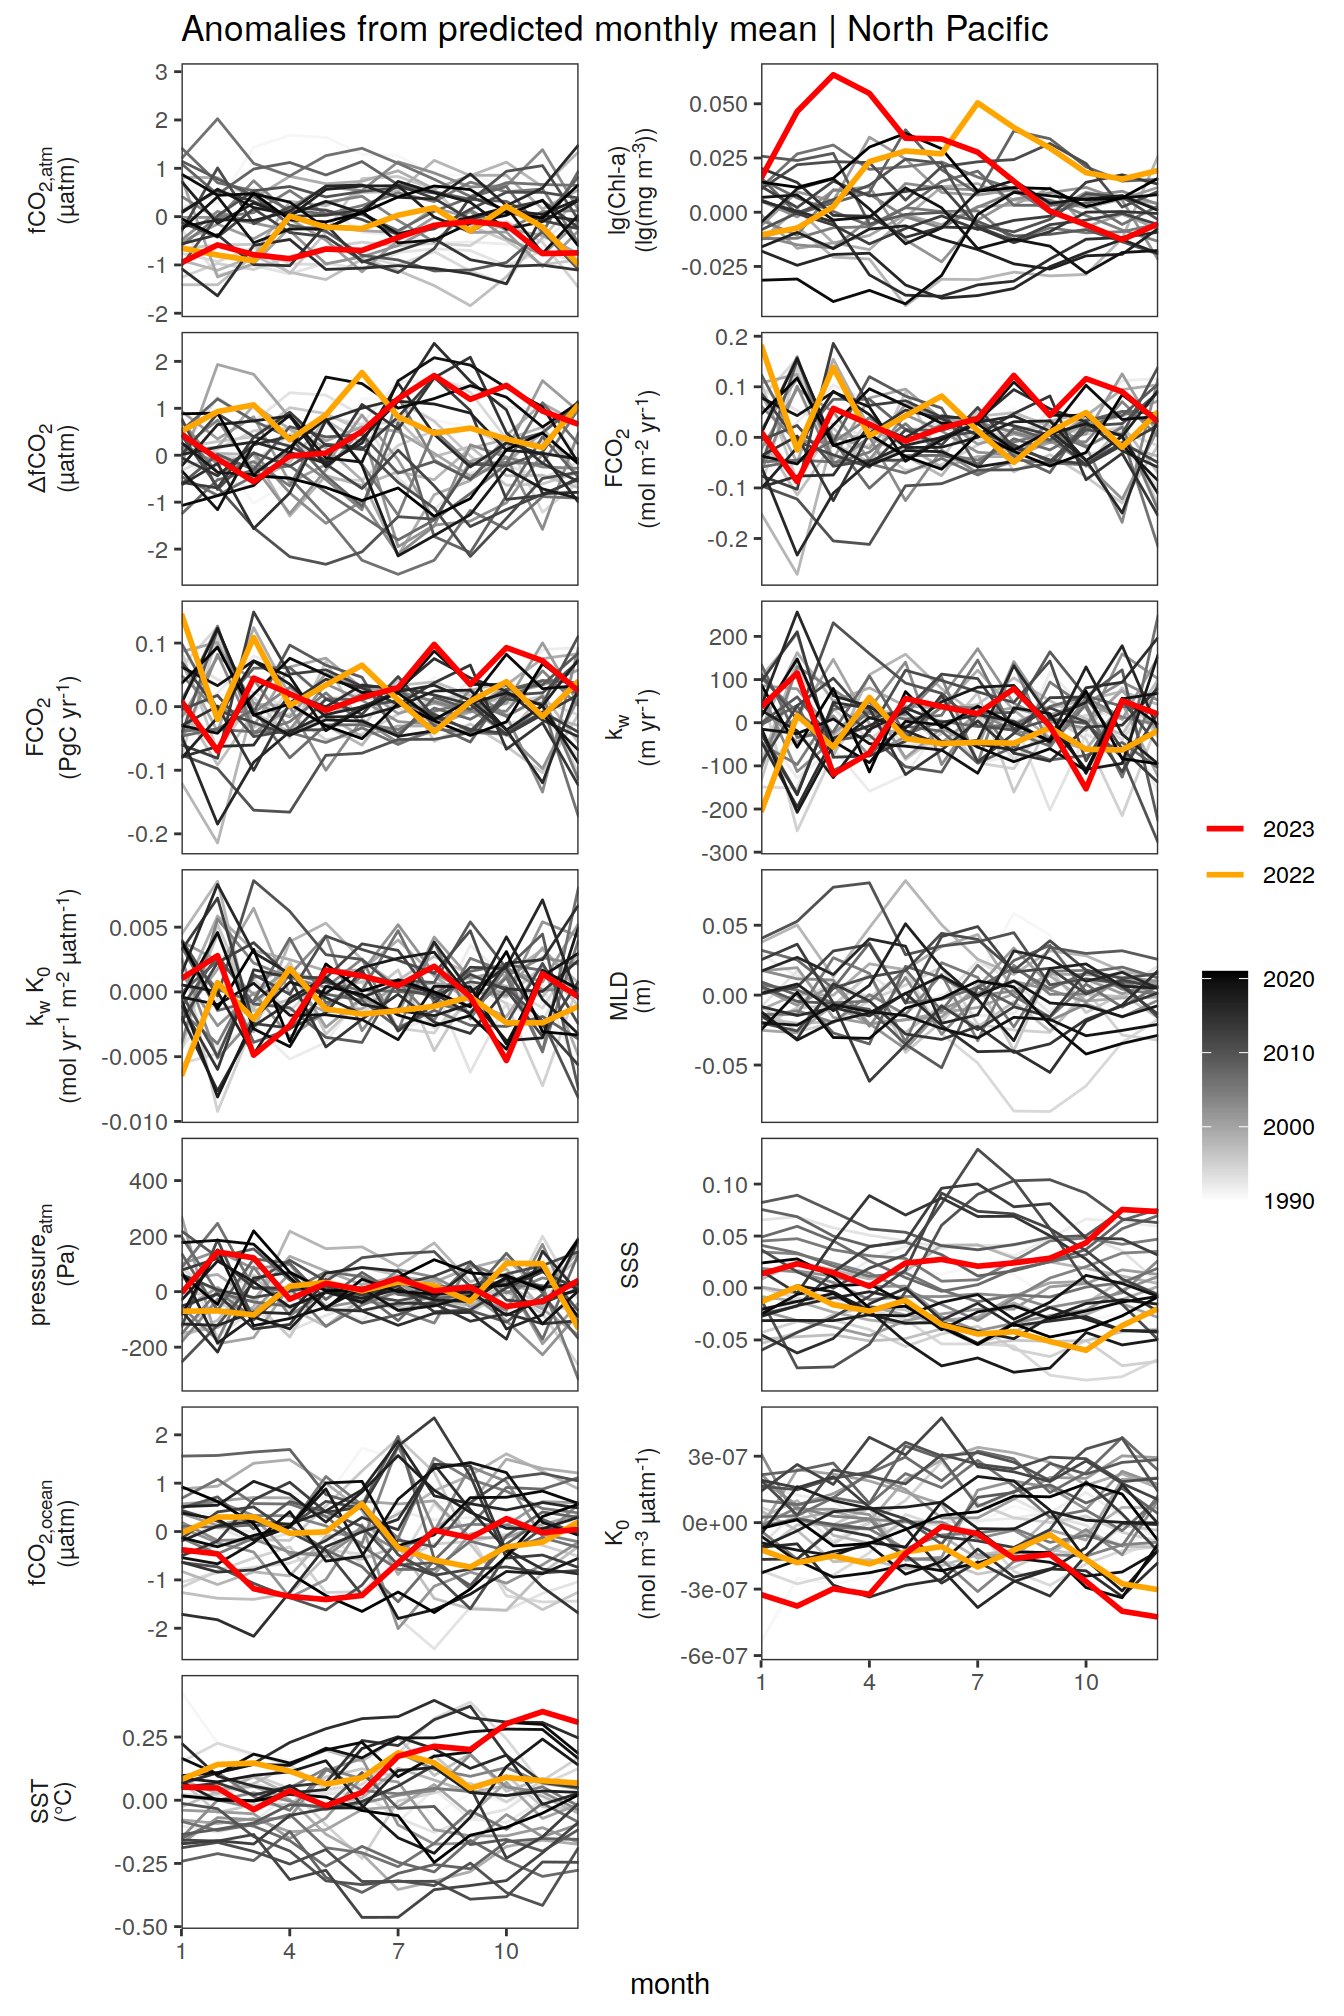 Anomalies from predicted monthly mean | North Pacific
fCO2,atm
(µatm)
3
2
1
0
-1
-2
lg(Chl-a)
(lg(mg m-3))
0.050
0.025
0.000
-0.025
ΔfCO2
(µatm)
2
1
0
-1
-2
FCO2
(mol m-2 yr-1)
0.2
0.1
0.0
-0.1
-0.2
FCO2
(PgC yr-1)
0.1
0.0
-0.1
-0.2
kw
(m yr-1)
200
100
0
-100
-200
-300
kw K0
(mol yr-1 m-2 µatm-1)
0.005
0.000
-0.005
-0.010
MLD
(m)
0.05
0.00
-0.05
pressureatm
(Pa)
400
200
0
-200
SSS
0.10
0.05
0.00
-0.05
fCO2,ocean
(µatm)
2
1
0
-1
-2
K0
(mol m-3 µatm-1)
3e-07
0e+00
-3e-07
-6e-07
1
4
7
10
SST
(°C)
0.25
0.00
-0.25
-0.50
1
4
7
10
month
2023
2022
2020
2010
2000
1990